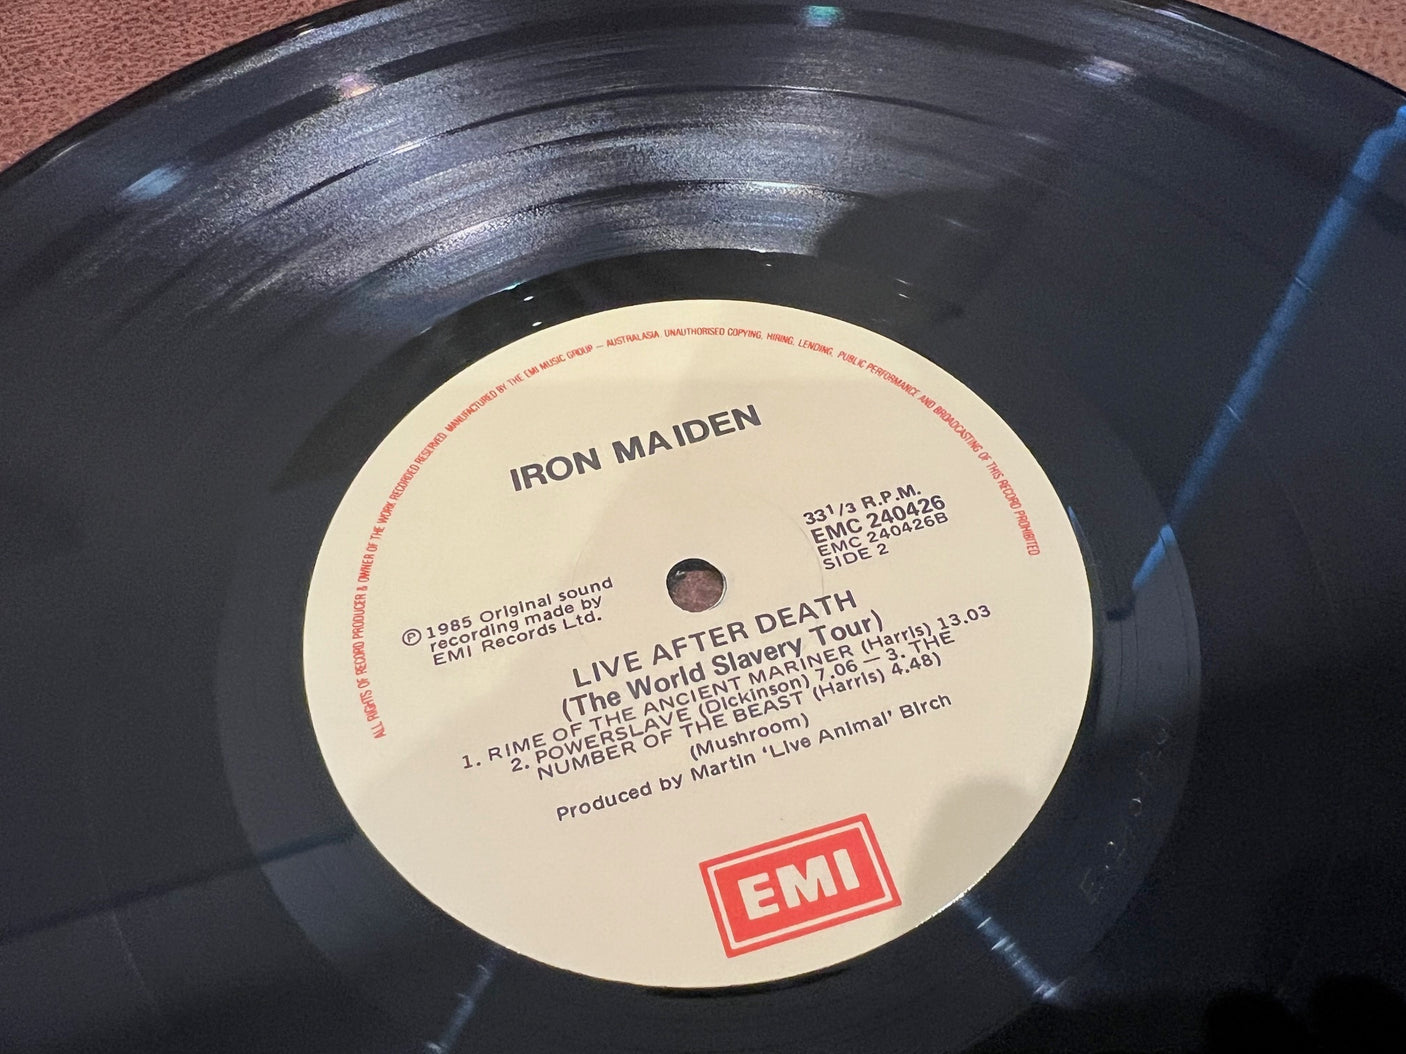 ALL RIGHTS OF RECORD PRODUCER & OWNER OF THE WORK RECORDED RESERVED. MANUFACTURED BY THE EMI MUSIC GROUP — AUSTRALASIA. UNAUTHORISED COPYING, HIRING, LENDING, PUBLIC PERFORMANCE AND BROADCASTING OF THIS RECORD PROHIBITED
IRON MAIDEN
33 1/3 R.P.M.
EMC 240426
EMC 240426B
SIDE 2
Ⓟ 1985 Original sound
recording made by
EMI Records Ltd.
LIVE AFTER DEATH
(The World Slavery Tour)
1. RIME OF THE ANCIENT MARINER (Harris) 13.03
2. POWERSLAVE (Dickinson) 7.06 — 3. THE
NUMBER OF THE BEAST (Harris) 4.48)
(Mushroom)
Produced by Martin 'Live Animal' Birch
EMI